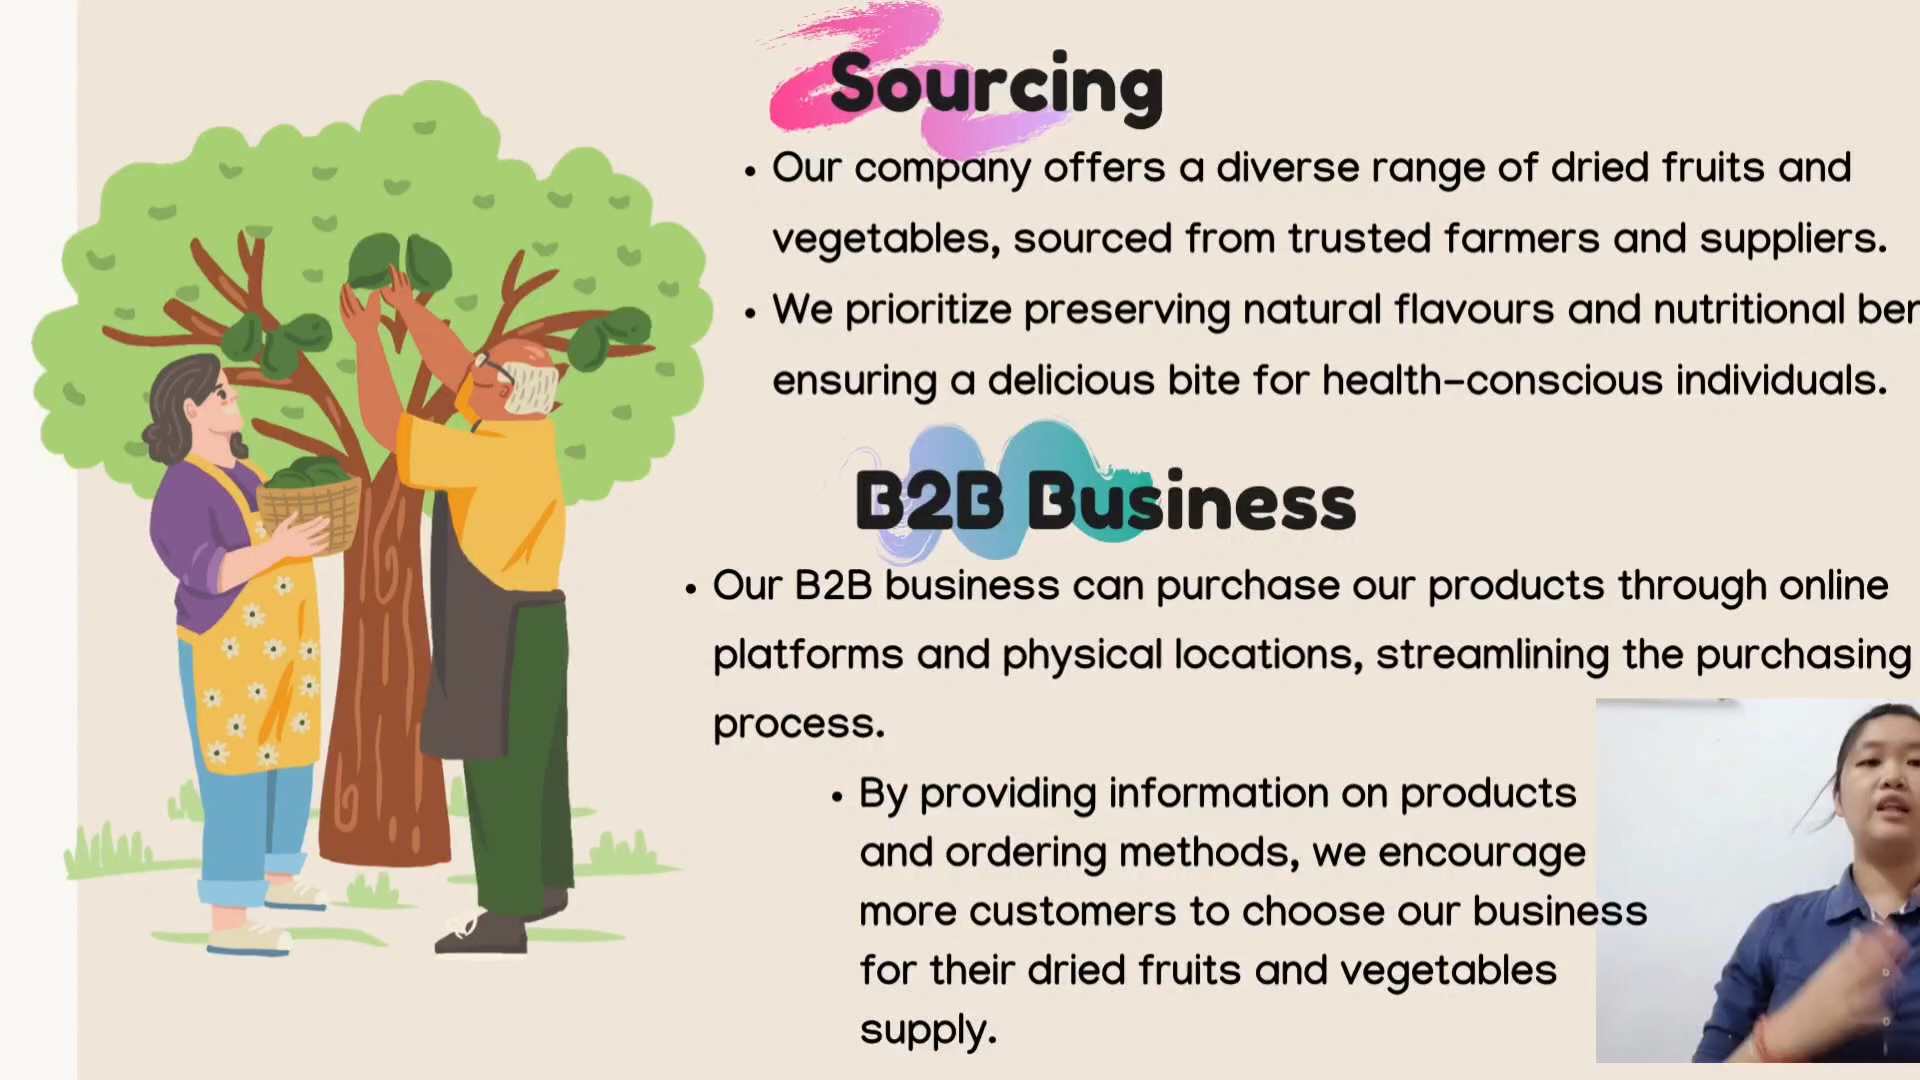 Sourcing
• Our company offers a diverse range of dried fruits and
vegetables, sourced from trusted farmers and suppliers.
• We prioritize preserving natural flavours and nutritional
ensuring a delicious bite for health-conscious individuals.
B2B Business
• Our B2B business can purchase our products through online
platforms and physical locations, streamlining the purchasing
process.
• By providing information on products
and ordering methods, we encourage
more customers to choose our business
for their dried fruits and vegetables
supply.